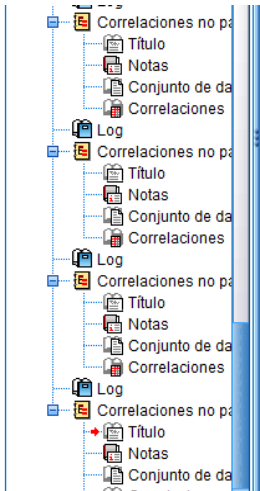 Log
Correlaciones no pa
Título
Notas
Conjunto de da
Correlaciones
Log
Correlaciones no pa
Título
Notas
Conjunto de da
Correlaciones
Log
Correlaciones no pa
Título
Notas
Conjunto de da
Correlaciones
Log
Correlaciones no pa
Título
Notas
Conjunto de da